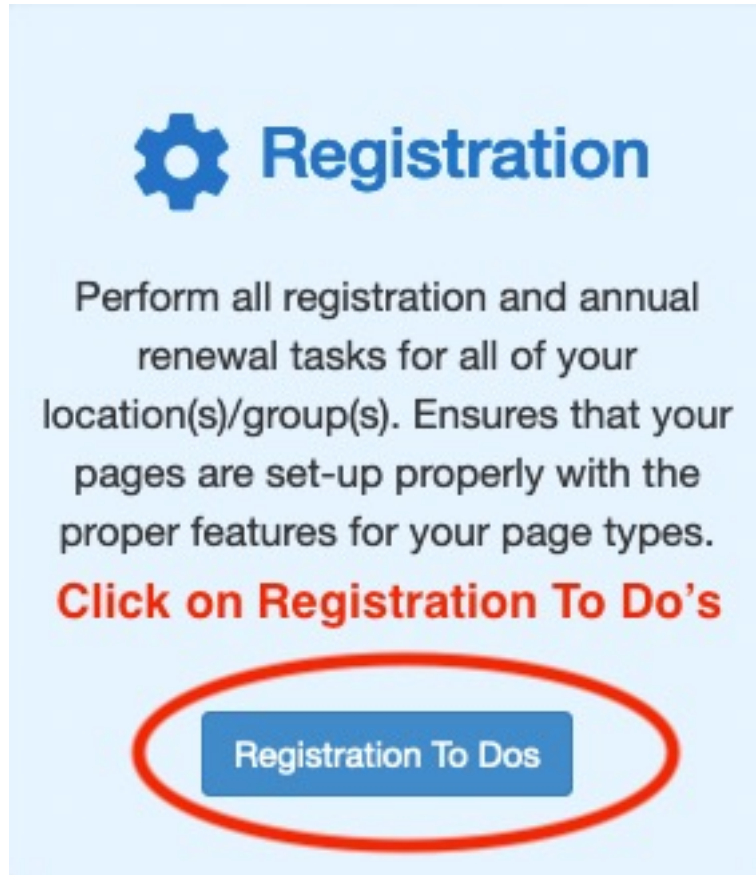 Registration
Perform all registration and annual
renewal tasks for all of your
location(s)/group(s). Ensures that your
pages are set-up properly with the
proper features for your page types.
Click on Registration To Do’s
Registration To Dos